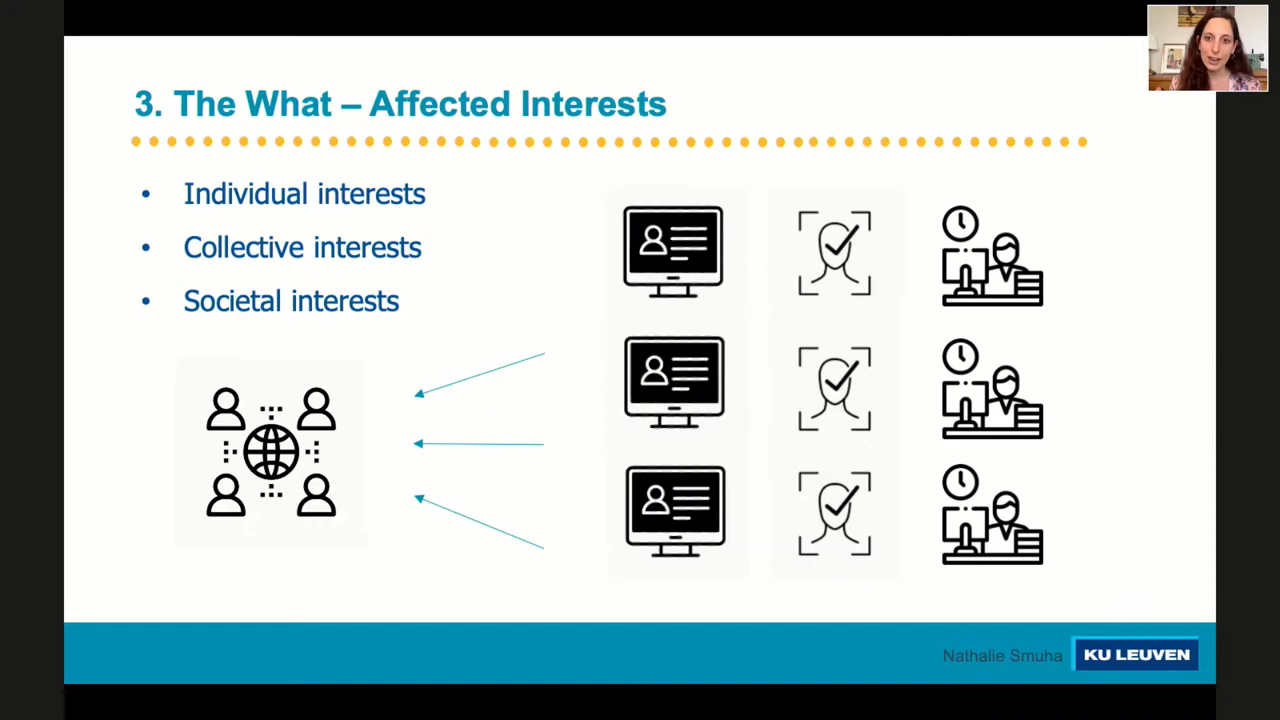 3. The What – Affected Interests
• Individual interests
• Collective interests
• Societal interests
Nathalie Smuha
KU LEUVEN